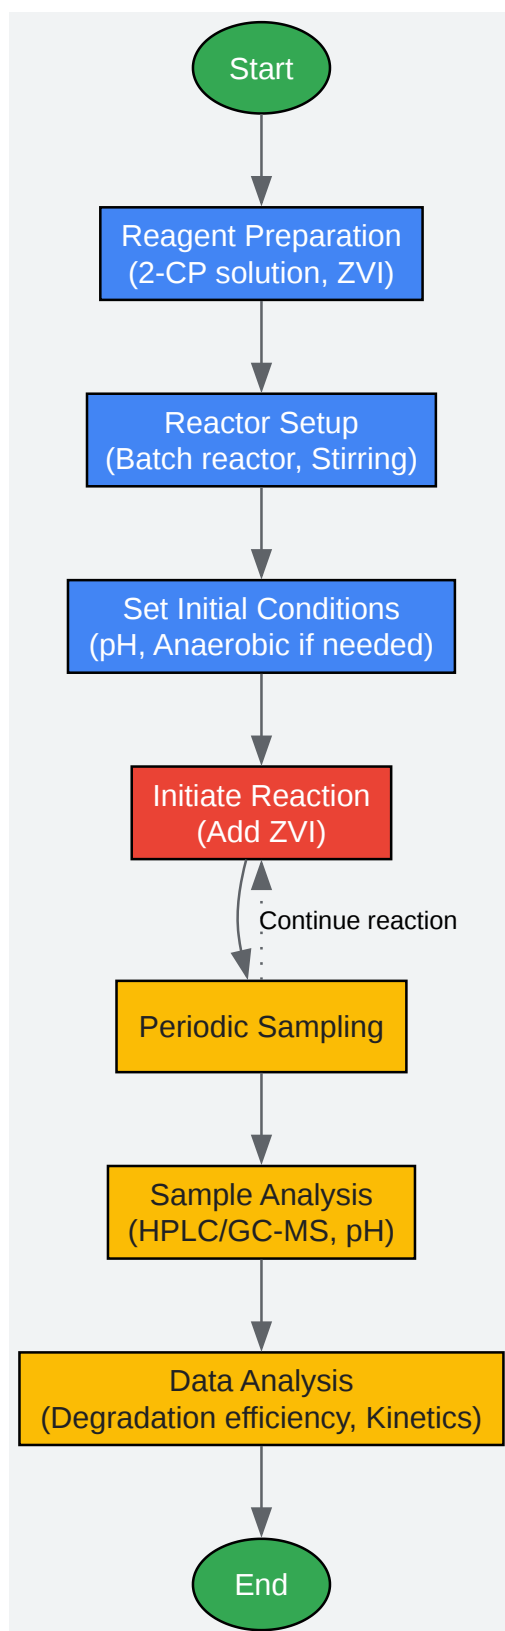 Start
Reagent Preparation
(2-CP solution, ZVI)
Reactor Setup
(Batch reactor, Stirring)
Set Initial Conditions
(pH, Anaerobic if needed)
Initiate Reaction
(Add ZVI)
Continue reaction
Periodic Sampling
Sample Analysis
(HPLC/GC-MS, pH)
Data Analysis
(Degradation efficiency, Kinetics)
End